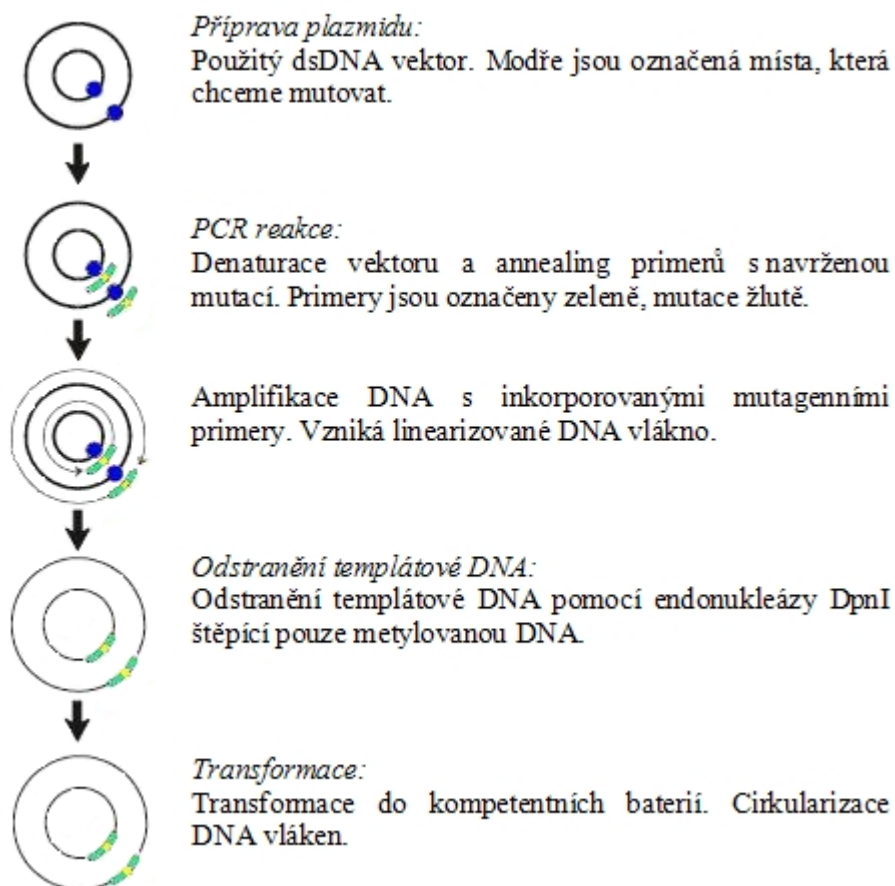 Příprava plazmidu:
Použitý dsDNA vektor. Modře jsou označená místa, která
chceme mutovat.
PCR reakce:
Denaturace vektoru a annealing primerů s navrženou
mutací. Primery jsou označeny zeleně, mutace žlutě.
Amplifikace DNA s inkorporovanými mutagenními
primery. Vzniká linearizované DNA vlákno.
Odstranění templátové DNA:
Odstranění templátové DNA pomocí endonukleázy DpnI
štěpící pouze metylovanou DNA.
Transformace:
Transformace do kompetentních baterií. Cirkularizace
DNA vláken.